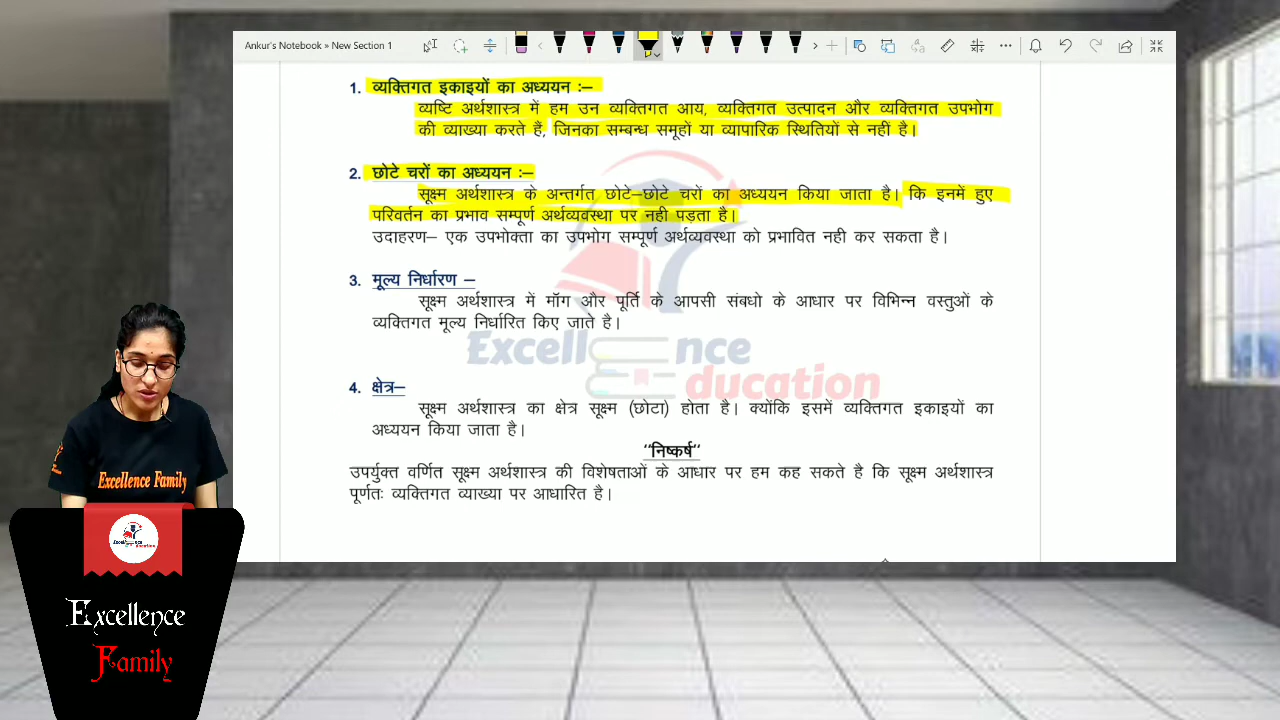 Ankur's Notebook » New Section 1
1. व्यक्तिगत इकाइयों का अध्ययन :–
व्यष्टि अर्थशास्त्र में हम उन व्यक्तिगत आय, व्यक्तिगत उत्पादन और व्यक्तिगत उपभोग
की व्याख्या करते हैं, जिनका सम्बन्ध समूहों या व्यापारिक स्थितियों से नहीं है।
2. छोटे चरों का अध्ययन :–
सूक्ष्म अर्थशास्त्र के अन्तर्गत छोटे–छोटे चरों का अध्ययन किया जाता है। कि इनमें हुए
परिवर्तन का प्रभाव सम्पूर्ण अर्थव्यवस्था पर नही पड़ता है।
उदाहरण– एक उपभोक्ता का उपभोग सम्पूर्ण अर्थव्यवस्था को प्रभावित नही कर सकता है।
3. मूल्य निर्धारण –
सूक्ष्म अर्थशास्त्र में मॉग और पूर्ति के आपसी संबधो के आधार पर विभिन्न वस्तुओं के
व्यक्तिगत मूल्य निर्धारित किए जाते है।
Excellence
ducation
4. क्षेत्र–
सूक्ष्म अर्थशास्त्र का क्षेत्र सूक्ष्म (छोटा) होता है। क्योंकि इसमें व्यक्तिगत इकाइयों का
अध्ययन किया जाता है।
"निष्कर्ष"
उपर्युक्त वर्णित सूक्ष्म अर्थशास्त्र की विशेषताओं के आधार पर हम कह सकते है कि सूक्ष्म अर्थशास्त्र
पूर्णतः व्यक्तिगत व्याख्या पर आधारित है।
Excellence Family
Excellence
ducation
Excellence
Family